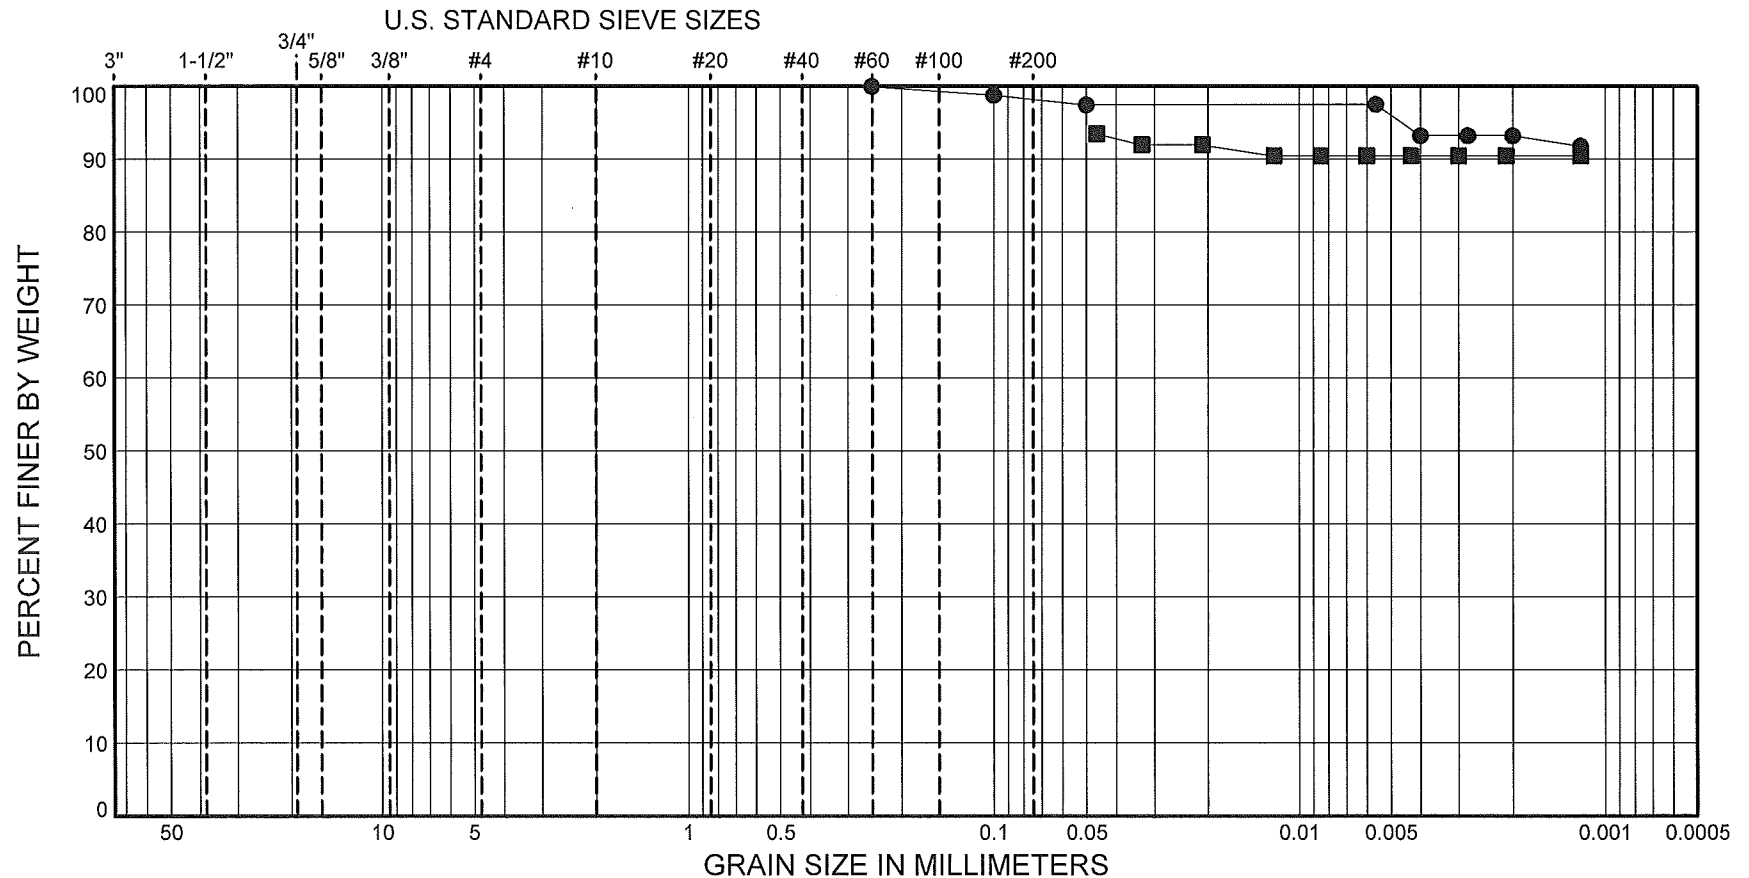 U.S. STANDARD SIEVE SIZES
3" 1-1/2" 3/4" 5/8" 3/8" #4 #10 #20 #40 #60 #100 #200
100
90
80
70
60
50
40
30
20
10
0
PERCENT FINER BY WEIGHT
50 10 5 1 0.5 0.1 0.05 0.01 0.005 0.001 0.0005
GRAIN SIZE IN MILLIMETERS